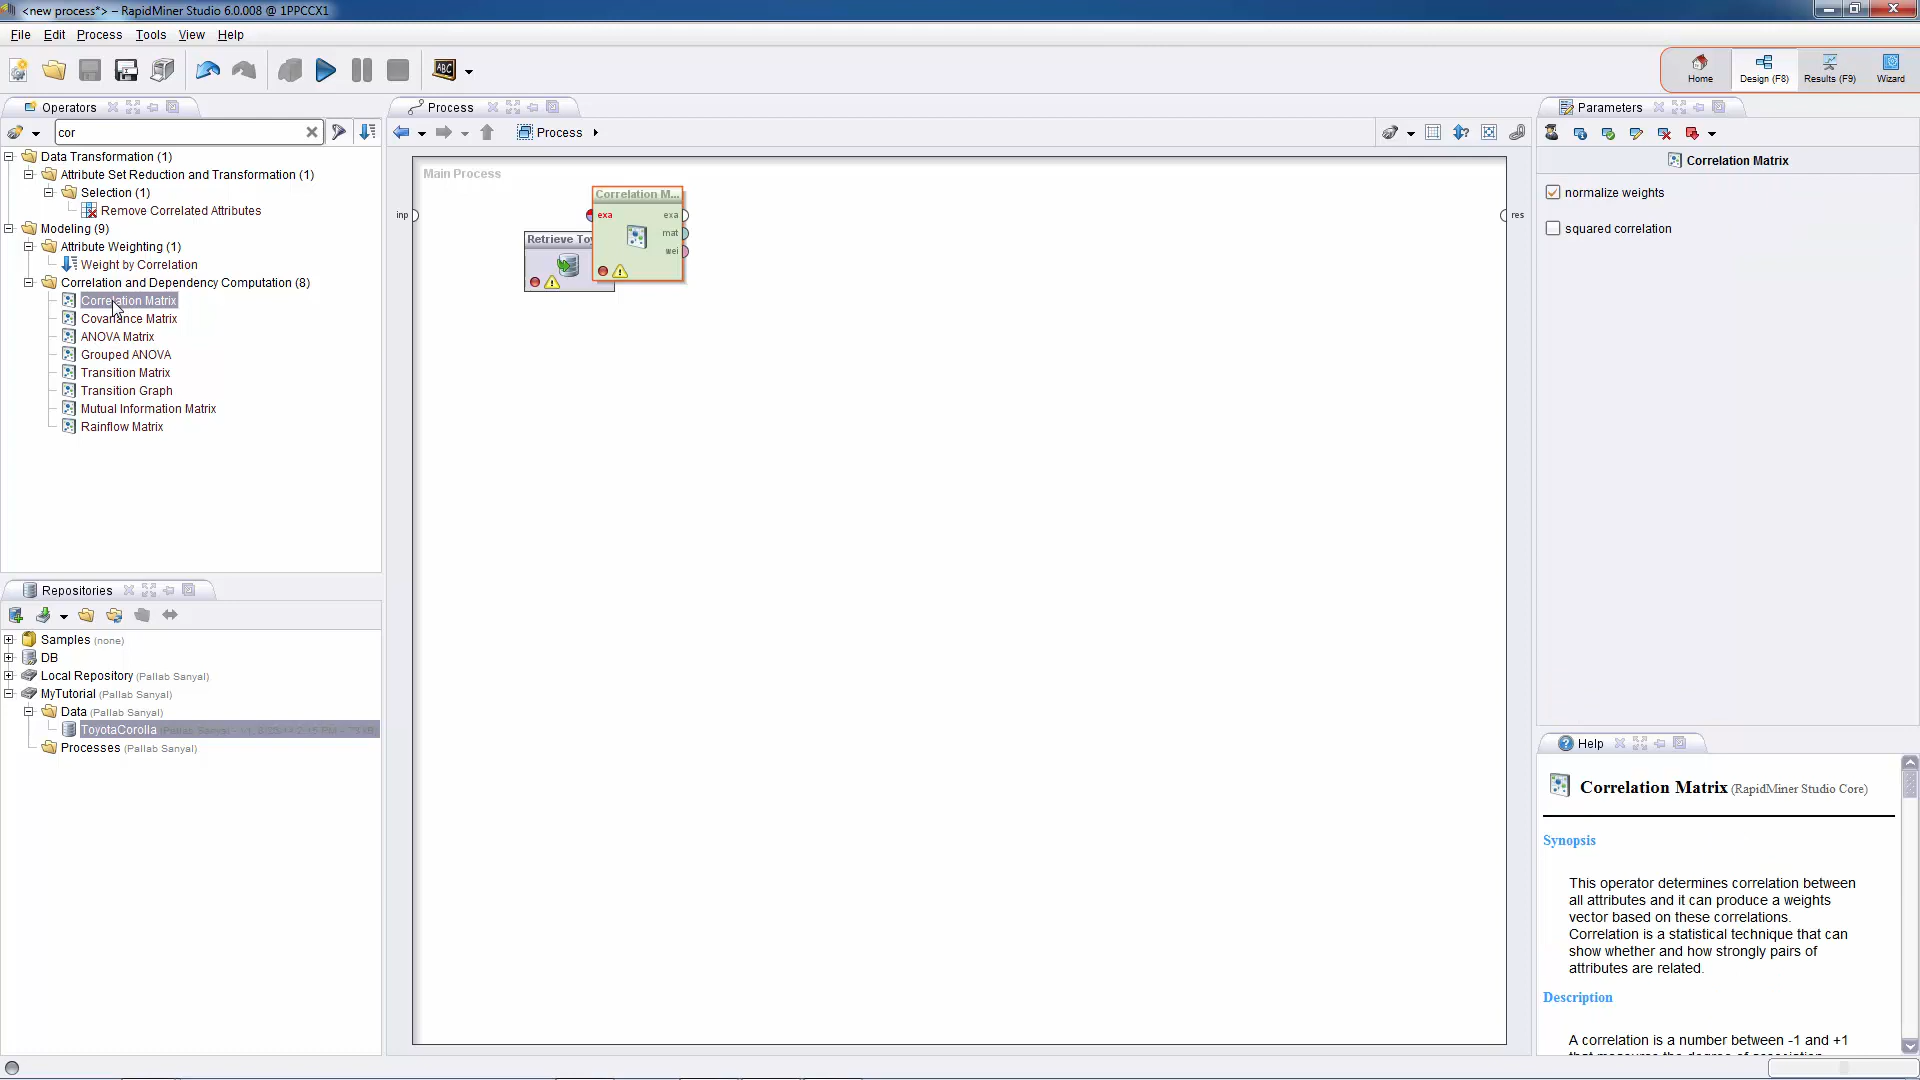 <new process*> – RapidMiner Studio 6.0.008 @ 1PPCCX1
File Edit Process Tools View Help
ABC
Home
Design (F8)
Results (F9)
Wizard
Operators
cor
Data Transformation (1)
Attribute Set Reduction and Transformation (1)
Selection (1)
Remove Correlated Attributes
Modeling (9)
Attribute Weighting (1)
Weight by Correlation
Correlation and Dependency Computation (8)
Correlation Matrix
Covariance Matrix
ANOVA Matrix
Grouped ANOVA
Transition Matrix
Transition Graph
Mutual Information Matrix
Rainflow Matrix
Repositories
Samples (none)
DB
Local Repository (Pallab Sanyal)
MyTutorial (Pallab Sanyal)
Data (Pallab Sanyal)
ToyotaCorolla
Processes (Pallab Sanyal)
Process
Process
Main Process
inp
Retrieve Toy
Correlation M...
exa
exa
mat
wei
res
Parameters
Correlation Matrix
normalize weights
squared correlation
Help
Correlation Matrix (RapidMiner Studio Core)
Synopsis
This operator determines correlation between
all attributes and it can produce a weights
vector based on these correlations.
Correlation is a statistical technique that can
show whether and how strongly pairs of
attributes are related.
Description
A correlation is a number between -1 and +1